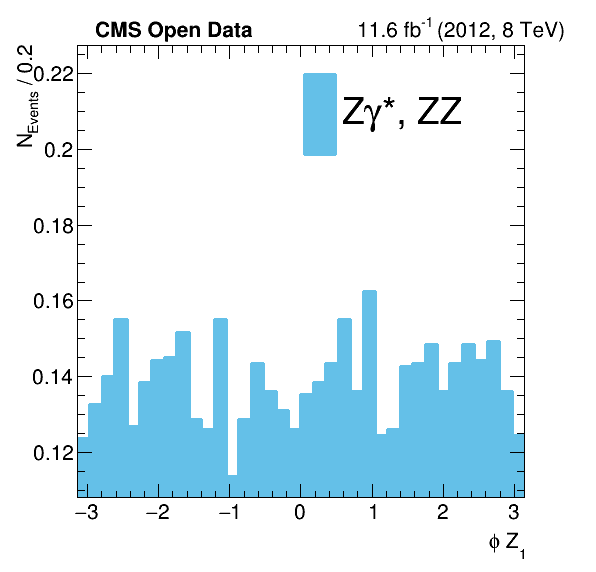 CMS Open Data
11.6 fb⁻¹ (2012, 8 TeV)
N_Events / 0.2
0.22
0.2
0.18
0.16
0.14
0.12
Zγ*, ZZ
−3 −2 −1 0 1 2 3
ϕ Z₁